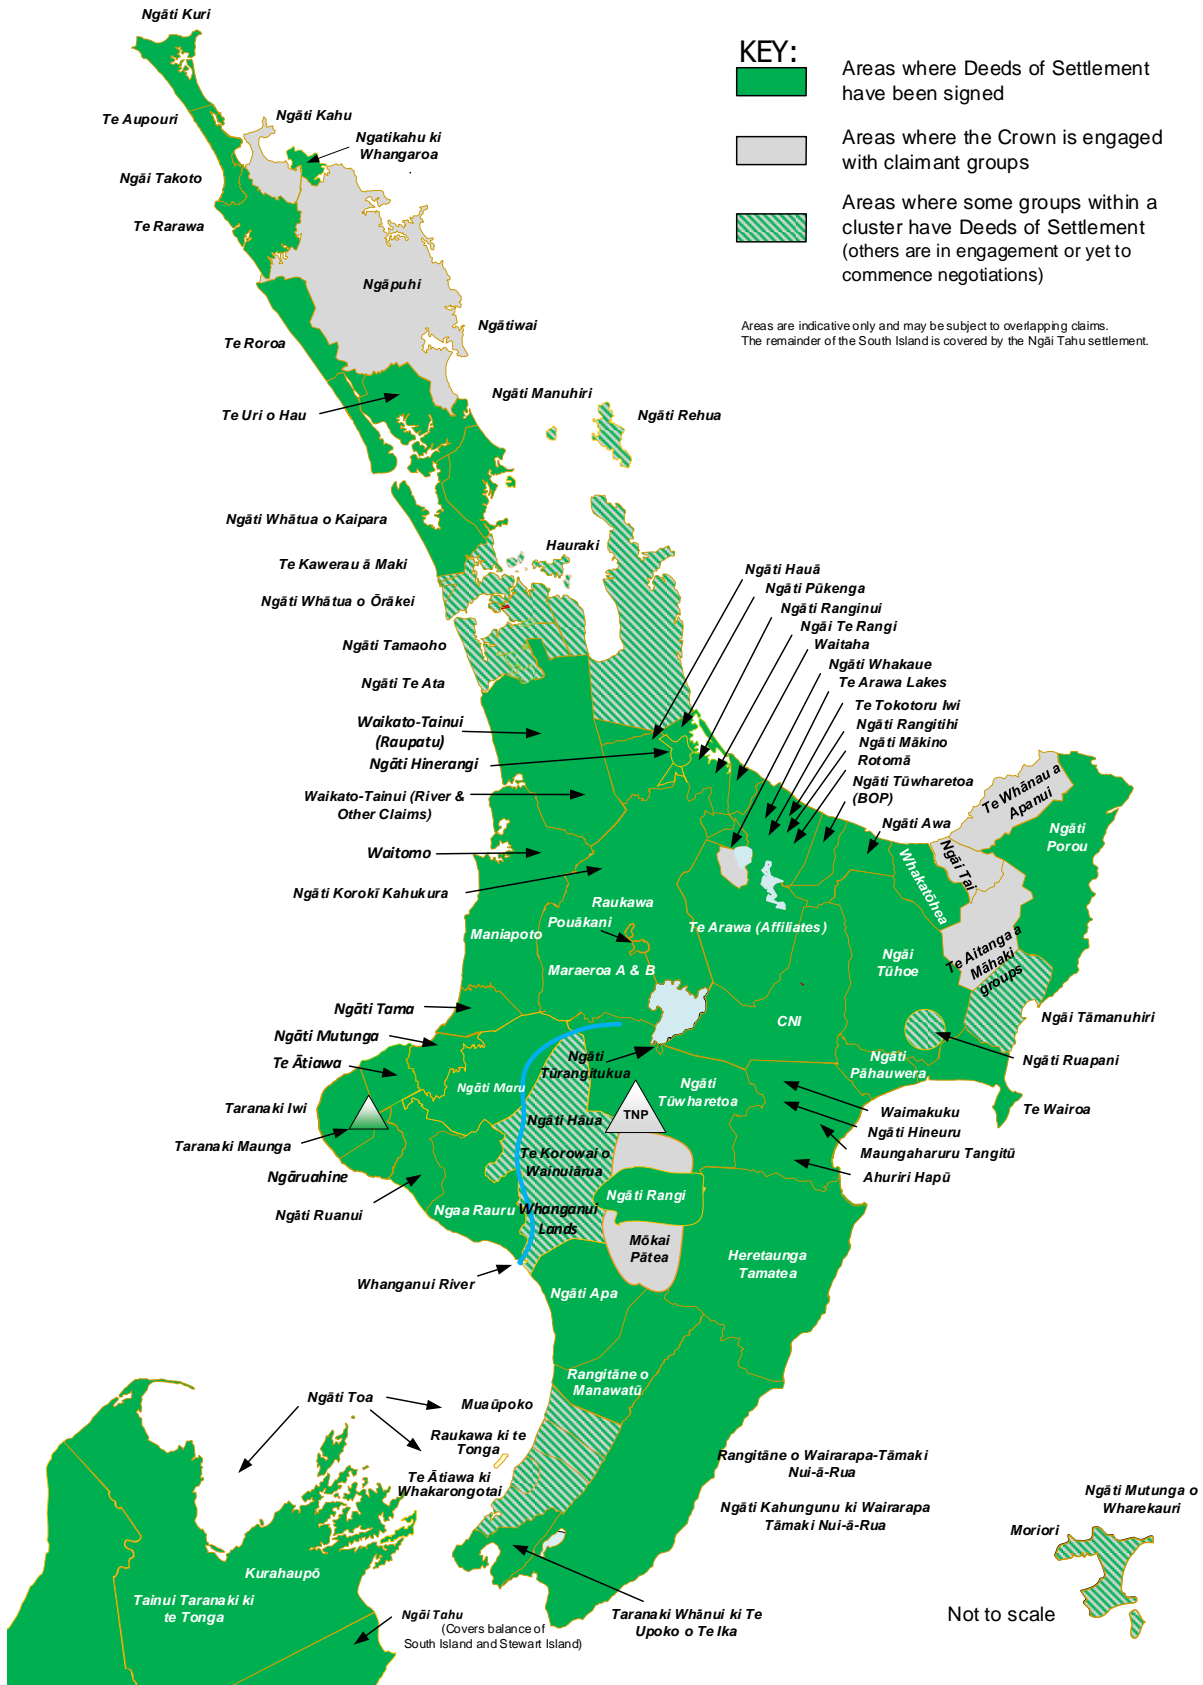 Ngāti Kuri
KEY:
Areas where Deeds of Settlement
have been signed
Te Aupouri
Ngāti Kahu
Ngatikahu ki
Whangaroa
Areas where the Crown is engaged
with claimant groups
Ngāi Takoto
Te Rarawa
Areas where some groups within a
cluster have Deeds of Settlement
(others are in engagement or yet to
commence negotiations)
Ngāpuhi
Ngātiwai
Areas are indicative only and may be subject to overlapping claims.
The remainder of the South Island is covered by the Ngāi Tahu settlement.
Te Roroa
Ngāti Manuhiri
Te Uri o Hau
Ngāti Rehua
Ngāti Whātua o Kaipara
Hauraki
Te Kawerau ā Maki
Ngāti Hauā
Ngāti Pūkenga
Ngāti Whātua o Ōrākei
Ngāti Ranginui
Ngāi Te Rangi
Ngāti Tamaoho
Waitaha
Ngāti Whakaue
Ngāti Te Ata
Te Arawa Lakes
Te Tokotoru Iwi
Waikato-Tainui
(Raupatu)
Ngāti Rangitihi
Ngāti Mākino
Ngāti Hinerangi
Rotomā
Ngāti Tūwharetoa
(BOP)
Te Whānau a
Apanui
Waikato-Tainui (River &
Other Claims)
Ngāti Awa
Ngāti
Porou
Waitomo
Ngāi Tai
Whakatōhea
Ngāti Korokī Kahukura
Raukawa
Pouākani
Te Arawa (Affiliates)
Maniapoto
Te Aitanga a
Māhaki
groups
Ngāi
Tūhoe
Maraeroa A & B
Ngāti Tama
Ngāi Tāmanuhiri
CNI
Ngāti Mutunga
Te Ātiawa
Ngāti
Tūrangitukua
Ngāti Ruapani
Ngāti
Pāhauwera
Ngāti Maru
Ngāti
Tūwharetoa
Taranaki Iwi
TNP
Waimakuku
Te Wairoa
Ngāti Hāua
Ngāti Hineuru
Taranaki Maunga
Maungaharuru Tangitū
Te Korowai o
Wainuiārua
Ngāruahine
Ahuriri Hapū
Ngāti Rangi
Ngāti Ruanui
Ngaa Rauru
Whanganui
Lands
Mōkai
Pātea
Heretaunga
Tamatea
Whanganui River
Ngāti Apa
Rangitāne o
Manawatū
Ngāti Toa
Muaūpoko
Raukawa ki te
Tonga
Rangitāne o Wairarapa-Tāmaki
Nui-ā-Rua
Te Ātiawa ki
Whakarongotai
Ngāti Kahungunu ki Wairarapa
Tāmaki Nui-ā-Rua
Ngāti Mutunga o
Wharekauri
Moriori
Kurahaupō
Tainui Taranaki ki
te Tonga
Ngāi Tahu
(Covers balance of
South Island and Stewart Island)
Taranaki Whānui ki Te
Upoko o Te Ika
Not to scale